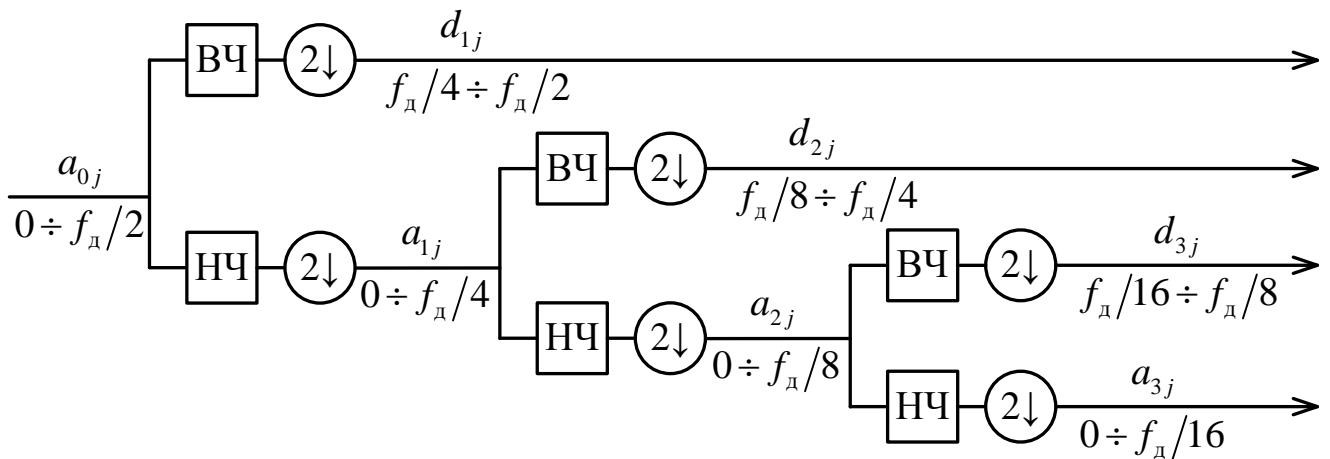 d₁ⱼ
ВЧ 2↓
f_д/4 ÷ f_д/2
a₀ⱼ
0 ÷ f_д/2
d₂ⱼ
ВЧ 2↓
f_д/8 ÷ f_д/4
a₁ⱼ
НЧ 2↓
0 ÷ f_д/4
d₃ⱼ
ВЧ 2↓
f_д/16 ÷ f_д/8
a₂ⱼ
НЧ 2↓
0 ÷ f_д/8
a₃ⱼ
НЧ 2↓
0 ÷ f_д/16